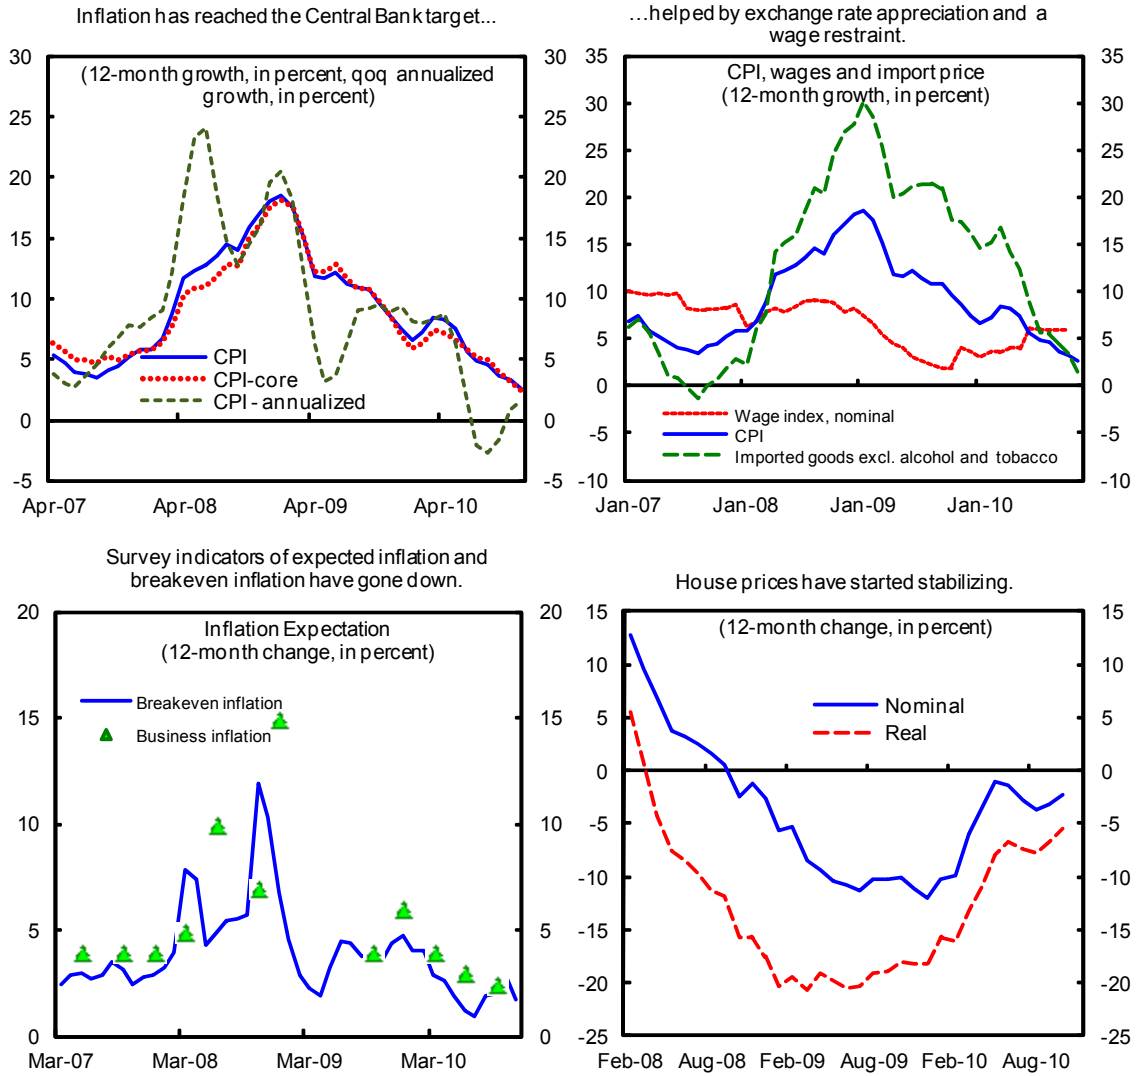 Inflation has reached the Central Bank target...
(12-month growth, in percent, qoq annualized
growth, in percent)
30
25
20
15
10
5
0
-5
30
25
20
15
10
5
0
-5
CPI
CPI-core
CPI - annualized
Apr-07
Apr-08
Apr-09
Apr-10
...helped by exchange rate appreciation and a
wage restraint.
CPI, wages and import price
(12-month growth, in percent)
35
30
25
20
15
10
5
0
-5
-10
35
30
25
20
15
10
5
0
-5
-10
Wage index, nominal
CPI
Imported goods excl. alcohol and tobacco
Jan-07
Jan-08
Jan-09
Jan-10
Survey indicators of expected inflation and
breakeven inflation have gone down.
Inflation Expectation
(12-month change, in percent)
20
15
10
5
0
20
15
10
5
0
Breakeven inflation
Business inflation
Mar-07
Mar-08
Mar-09
Mar-10
House prices have started stabilizing.
(12-month change, in percent)
15
10
5
0
-5
-10
-15
-20
-25
15
10
5
0
-5
-10
-15
-20
-25
Nominal
Real
Feb-08
Aug-08
Feb-09
Aug-09
Feb-10
Aug-10